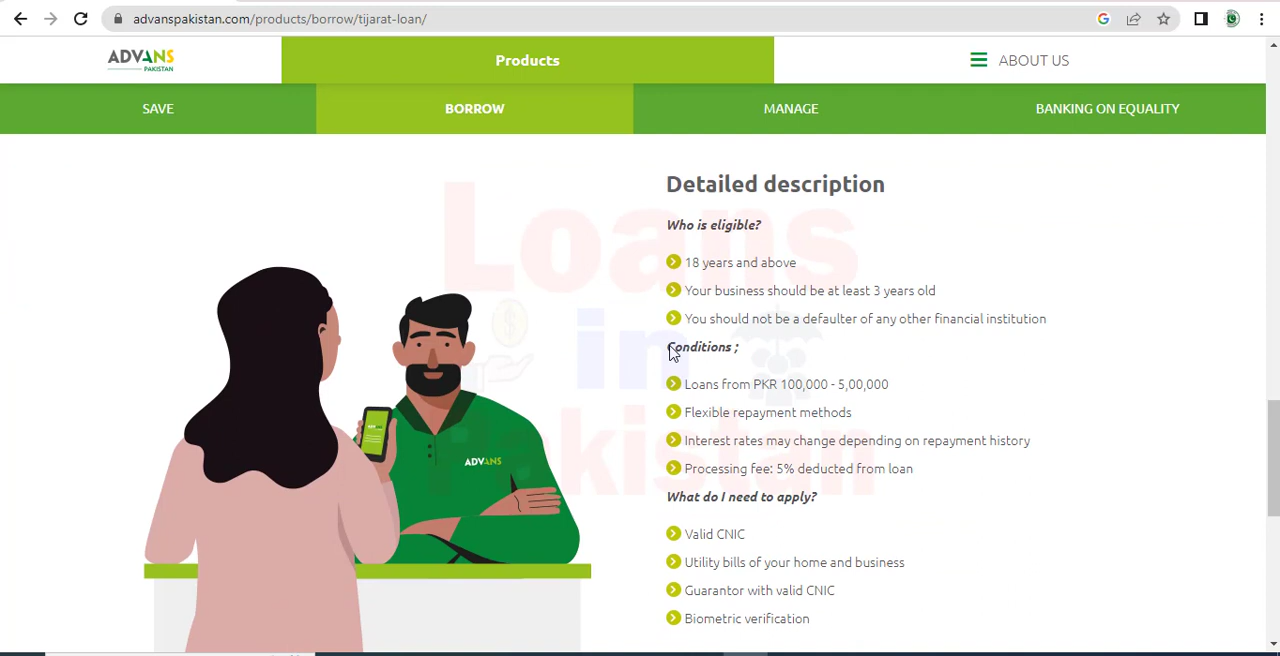 advanspakistan.com/products/borrow/tijarat-loan/
ADVANS
PAKISTAN
Products
ABOUT US
SAVE
BORROW
MANAGE
BANKING ON EQUALITY
Loans
in
Pakistan
Detailed description
Who is eligible?
18 years and above
Your business should be at least 3 years old
You should not be a defaulter of any other financial institution
Conditions ;
Loans from PKR 100,000 - 5,00,000
Flexible repayment methods
Interest rates may change depending on repayment history
Processing fee: 5% deducted from loan
What do I need to apply?
Valid CNIC
Utility bills of your home and business
Guarantor with valid CNIC
Biometric verification
ADVANS